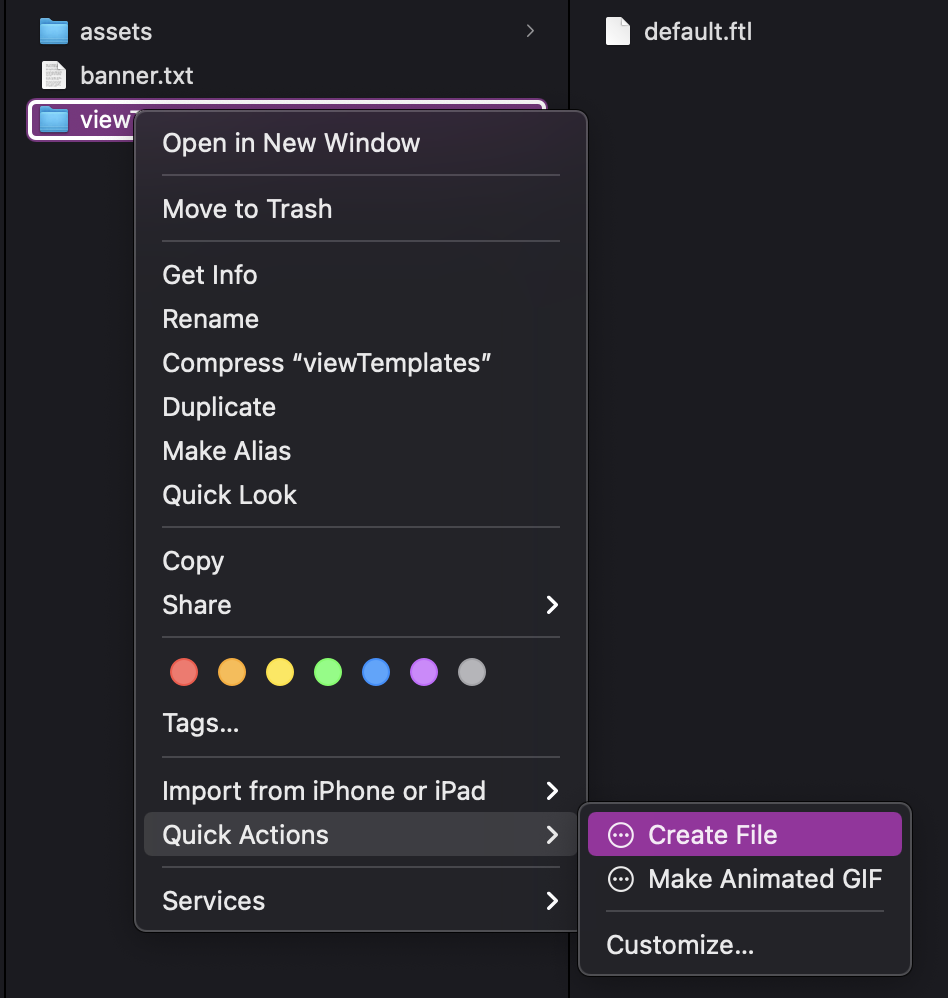 assets
banner.txt
view
default.ftl
Open in New Window
Move to Trash
Get Info
Rename
Compress “viewTemplates”
Duplicate
Make Alias
Quick Look
Copy
Share
Tags...
Import from iPhone or iPad
Quick Actions
Services
Create File
Make Animated GIF
Customize...